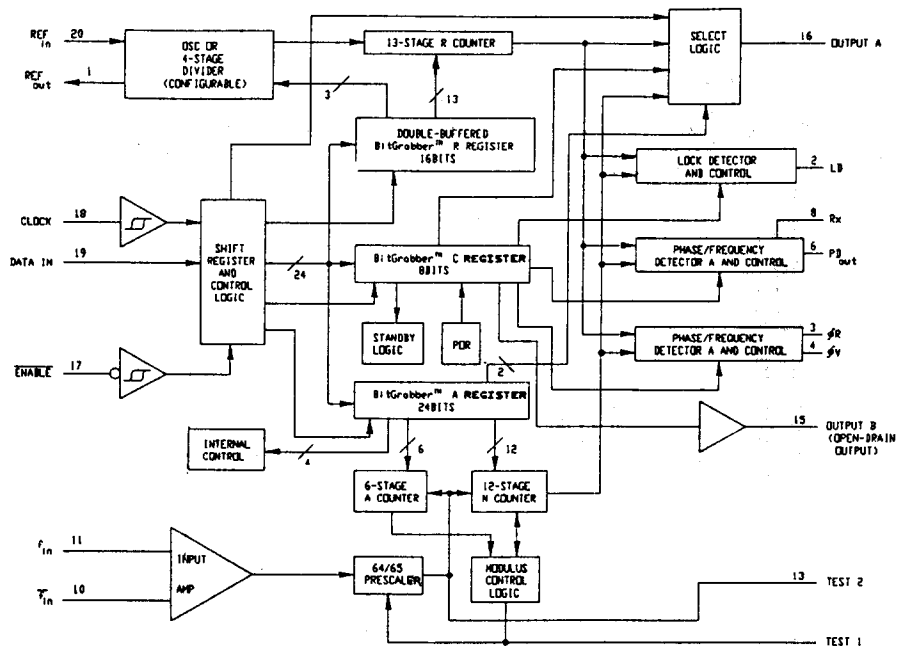 REF in 20
REF out 1
OSC OR
4-STAGE
DIVIDER
(CONFIGURABLE)
3
13-STAGE R COUNTER
13
SELECT
LOGIC
16 OUTPUT A
DOUBLE-BUFFERED
BitGrabber™ R REGISTER
16BITS
LOCK DETECTOR
AND CONTROL
2 LD
CLOCK 18
DATA IN 19
SHIFT
REGISTER
AND
CONTROL
LOGIC
24
BitGrabber™ C REGISTER
8BITS
8 Rx
PHASE/FREQUENCY
DETECTOR A AND CONTROL
6 PD out
STANDBY
LOGIC
POR
PHASE/FREQUENCY
DETECTOR A AND CONTROL
3 øR
4 øV
ENABLE 17
2
BitGrabber™ A REGISTER
24BITS
INTERNAL
CONTROL
4
6
12
15 OUTPUT B
(OPEN-DRAIN
OUTPUT)
6-STAGE
A COUNTER
12-STAGE
N COUNTER
fin 11
fin 10
INPUT
AMP
64/65
PRESCALER
MODULUS
CONTROL
LOGIC
13 TEST 2
TEST 1